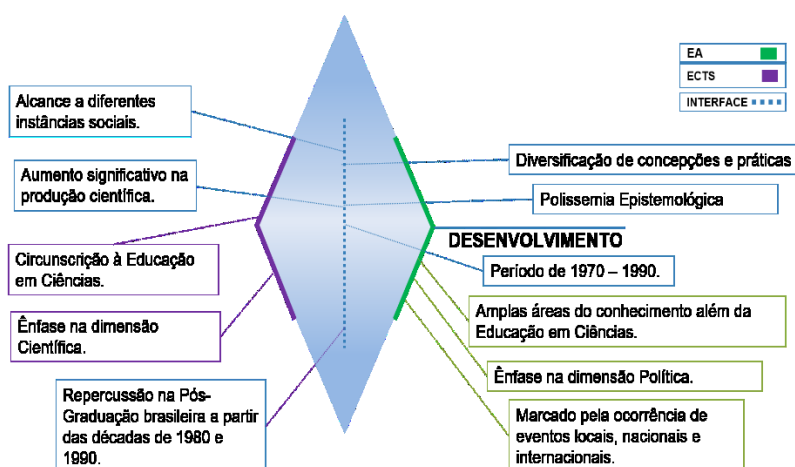 EA
ECTS
INTERFACE
Alcance a diferentes
instâncias sociais.
Aumento significativo na
produção científica.
Circunscrição à Educação
em Ciências.
Ênfase na dimensão
Científica.
Repercussão na Pós-
Graduação brasileira a partir
das décadas de 1980 e
1990.
Diversificação de concepções e práticas
Polissemia Epistemológica
DESENVOLVIMENTO
Período de 1970 – 1990.
Amplas áreas do conhecimento além da
Educação em Ciências.
Ênfase na dimensão Política.
Marcado pela ocorrência de
eventos locais, nacionais e
internacionais.